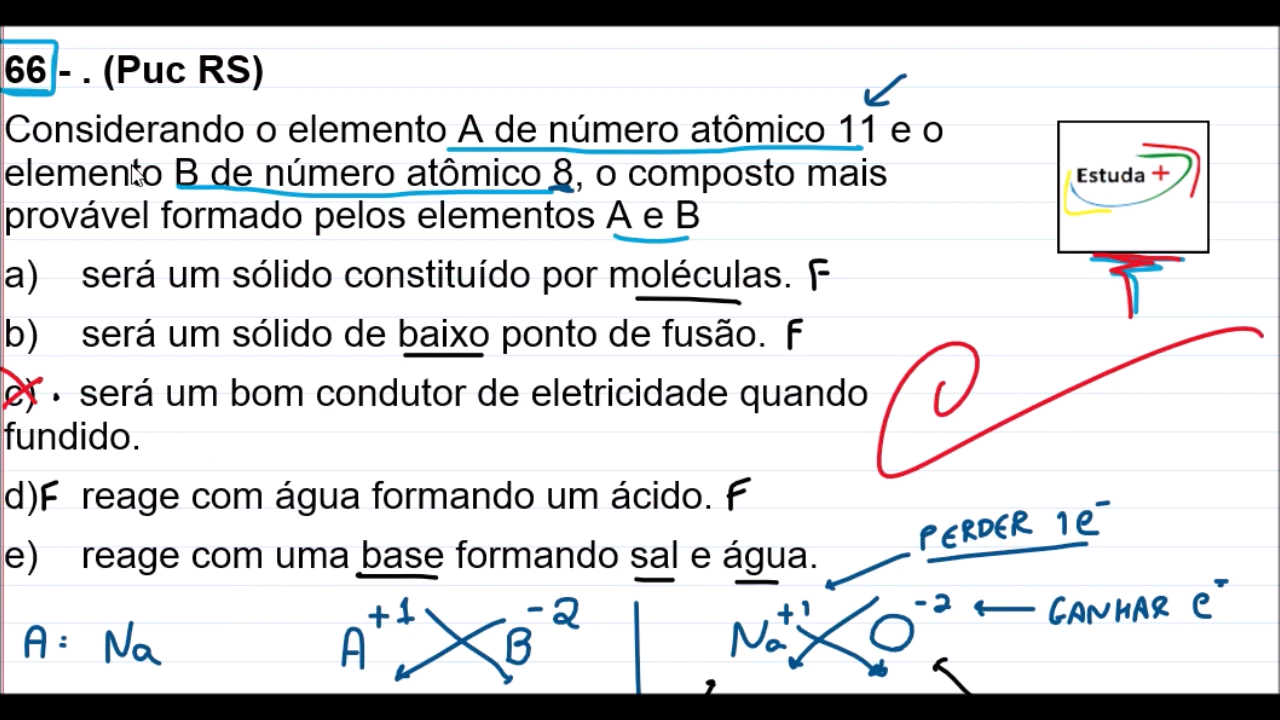 66 - . (Puc RS)
Considerando o elemento A de número atômico 11 e o
elemento B de número atômico 8, o composto mais
provável formado pelos elementos A e B
Estuda +
a) será um sólido constituído por moléculas. F
b) será um sólido de baixo ponto de fusão. F
c) . será um bom condutor de eletricidade quando
fundido.
d)F reage com água formando um ácido. F
e) reage com uma base formando sal e água.
PERDER 1e⁻
A: Na A⁺¹ B⁻² Na⁺¹ O⁻² GANHAR e⁻